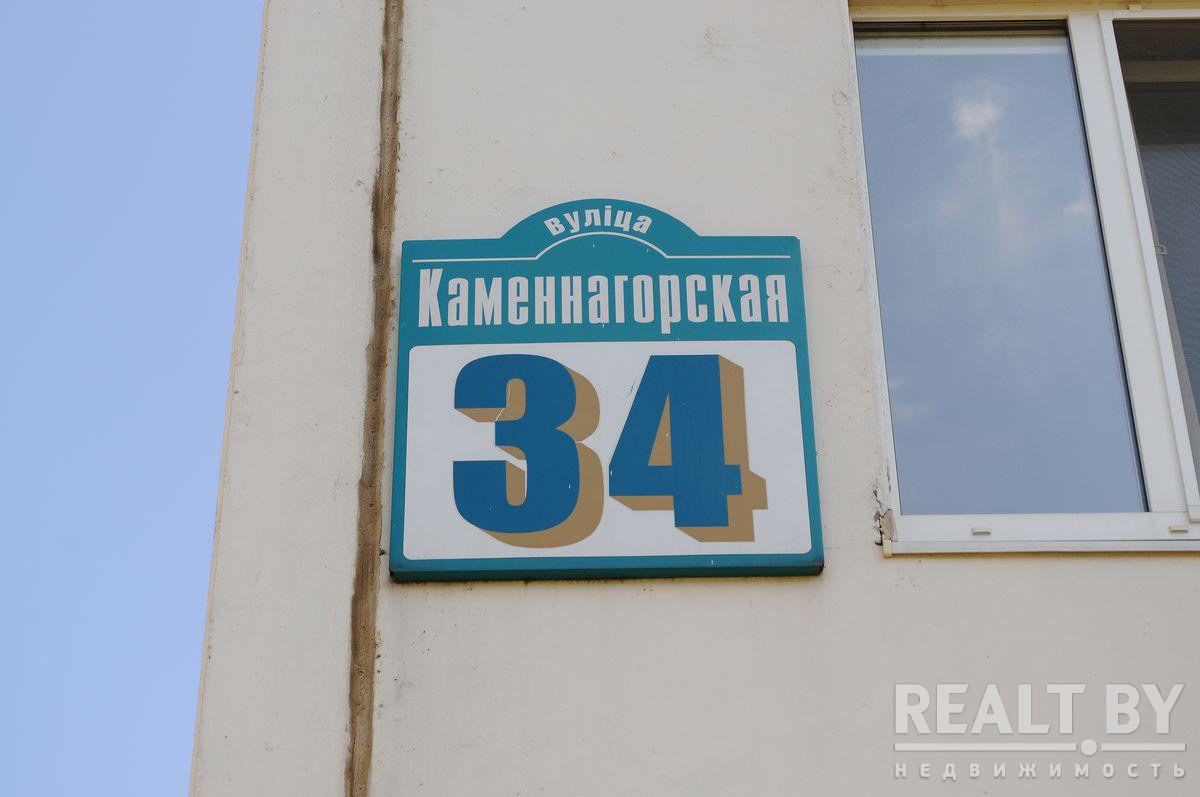 вуліца
Каменнагорская
34
REALT.BY
НЕДВИЖИМОСТЬ